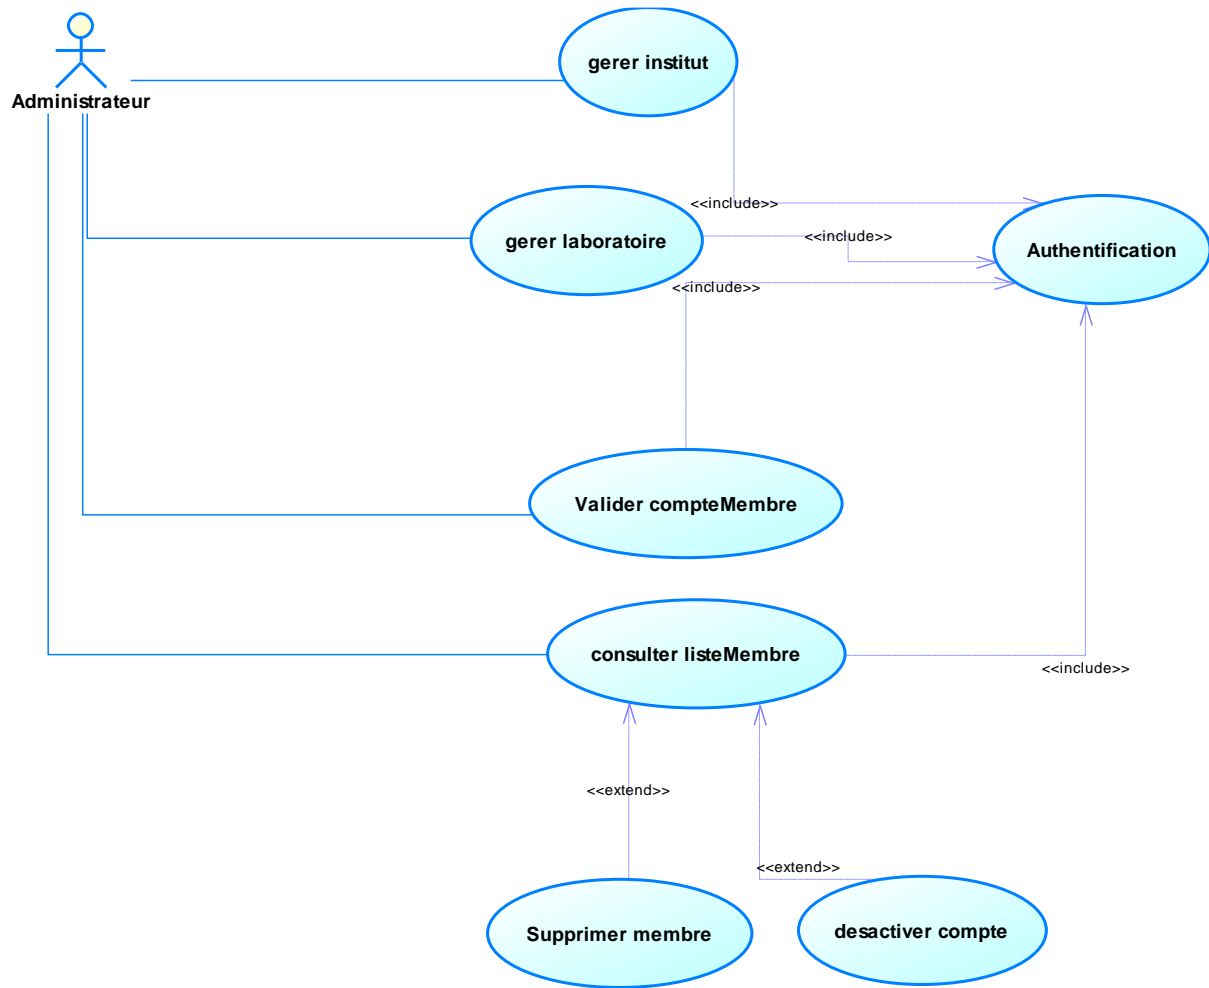 gerer institut
Administrateur
<<include>>
gerer laboratoire
<<include>>
Authentification
<<include>>
Valider compteMembre
consulter listeMembre
<<include>>
<<extend>>
<<extend>>
Supprimer membre
desactiver compte